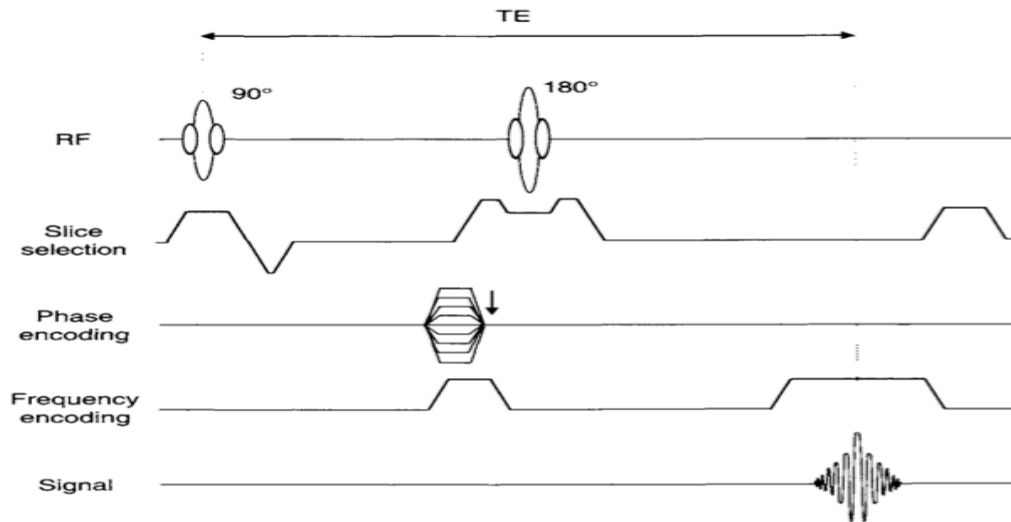 TE
90°
180°
RF
Slice
selection
Phase
encoding
Frequency
encoding
Signal